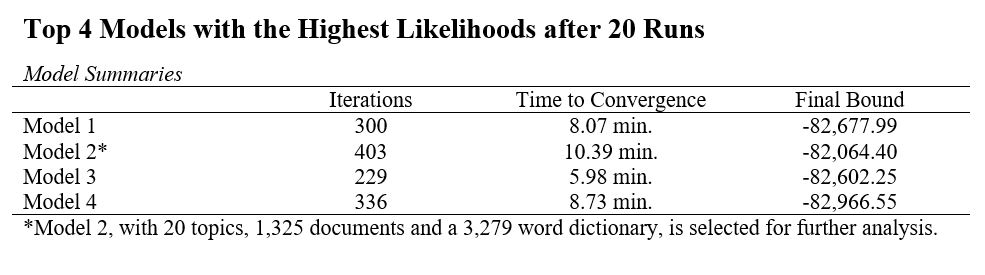 Top 4 Models with the Highest Likelihoods after 20 Runs
Model Summaries
Iterations Time to Convergence Final Bound
Model 1 300 8.07 min. -82,677.99
Model 2* 403 10.39 min. -82,064.40
Model 3 229 5.98 min. -82,602.25
Model 4 336 8.73 min. -82,966.55
*Model 2, with 20 topics, 1,325 documents and a 3,279 word dictionary, is selected for further analysis.